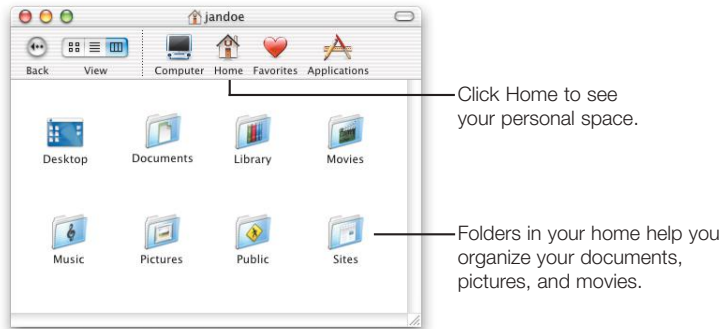 jandoe
Back View Computer Home Favorites Applications
Click Home to see
your personal space.
Desktop Documents Library Movies
Music Pictures Public Sites
Folders in your home help you
organize your documents,
pictures, and movies.